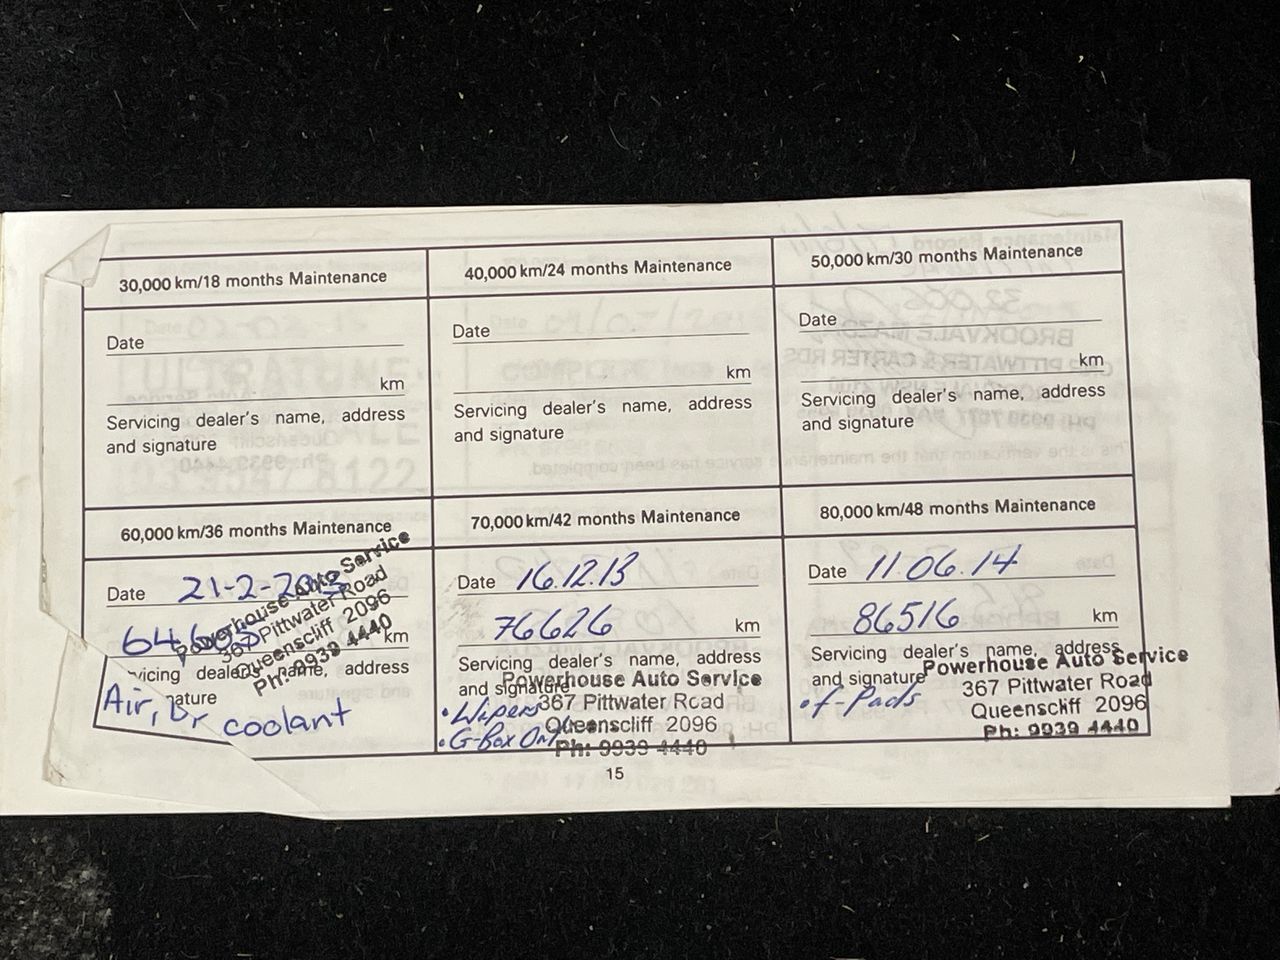 30,000 km/18 months Maintenance
Date
km
Servicing dealer's name, address
and signature
40,000 km/24 months Maintenance
Date
km
Servicing dealer's name, address
and signature
50,000 km/30 months Maintenance
Date
km
Servicing dealer's name, address
and signature
60,000 km/36 months Maintenance
Date 21-2-
km
vicing dealer's name, address
nature
Powerhouse Auto Service
367 Pittwater Road
Queenscliff 2096
Ph: 9939 4440
Air,
coolant
70,000 km/42 months Maintenance
Date 16.12.13
76626 km
Servicing dealer's name, address
and signature
Powerhouse Auto Service
367 Pittwater Road
Queenscliff 2096
Ph: 9939 4440
• Wipers
• G-Box
80,000 km/48 months Maintenance
Date 11.06.14
86516 km
Servicing dealer's name, address
and signature
Powerhouse Auto Service
367 Pittwater Road
Queenscliff 2096
Ph: 9939 4440
• f-Pads
15